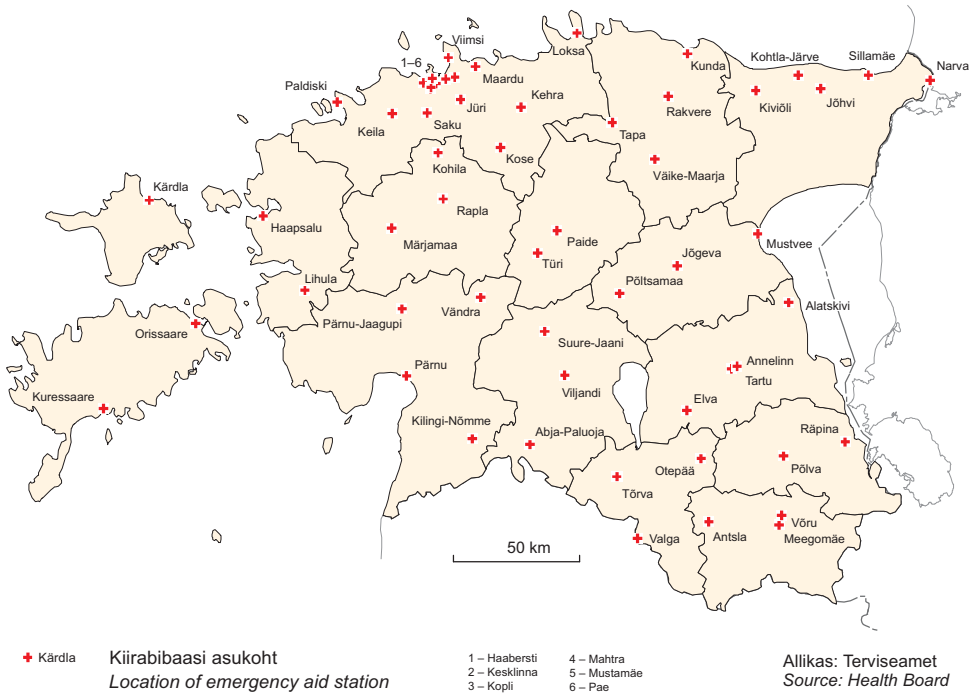 Viimsi
Loksa
1–6
Maardu
Kunda
Kohtla-Järve
Sillamäe
Narva
Paldiski
Jüri
Kehra
Rakvere
Kiviõli
Jõhvi
Keila
Saku
Tapa
Kose
Kohila
Väike-Maarja
Kärdla
Rapla
Haapsalu
Märjamaa
Paide
Mustvee
Türi
Jõgeva
Lihula
Põltsamaa
Vändra
Alatskivi
Pärnu-Jaagupi
Orissaare
Suure-Jaani
Annelinn
Pärnu
Tartu
Viljandi
Kuressaare
Elva
Kilingi-Nõmme
Abja-Paluoja
Räpina
Otepää
Põlva
Tõrva
Võru
Antsla
Meegomäe
Valga
50 km
Kärdla
Kiirabibaasi asukoht
Location of emergency aid station
1 – Haabersti
2 – Kesklinna
3 – Kopli
4 – Mahtra
5 – Mustamäe
6 – Pae
Allikas: Terviseamet
Source: Health Board